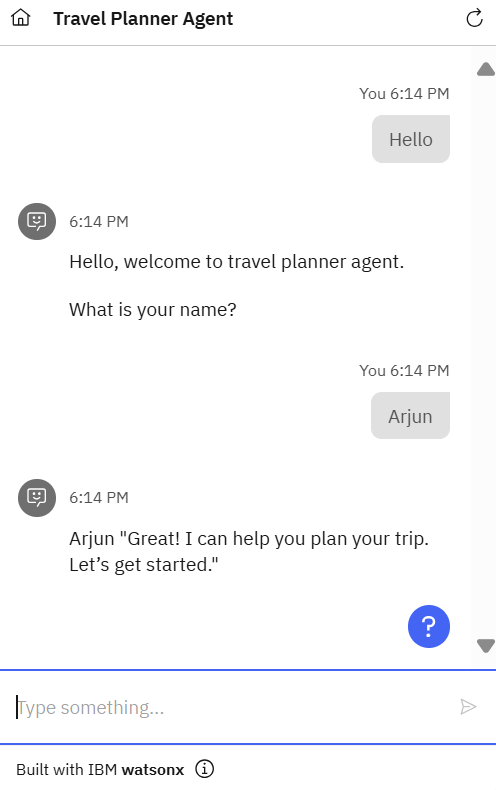 Travel Planner Agent
You 6:14 PM
Hello
6:14 PM
Hello, welcome to travel planner agent.
What is your name?
You 6:14 PM
Arjun
6:14 PM
Arjun "Great! I can help you plan your trip.
Let’s get started."
?
Type something...
Built with IBM watsonx